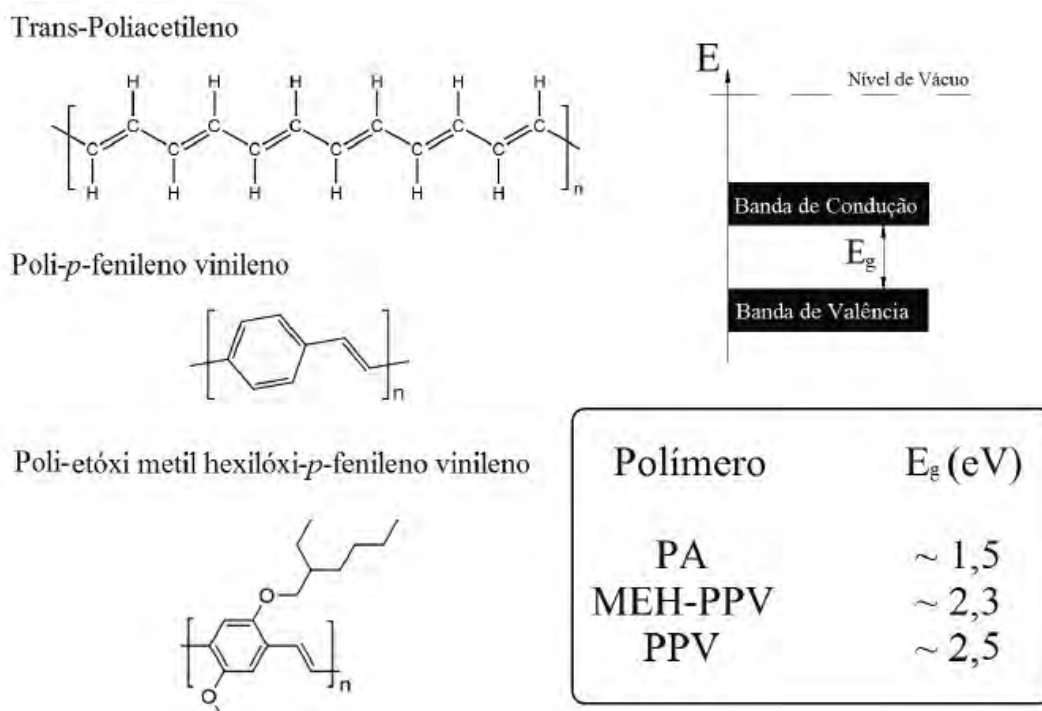 Trans-Poliacetileno
H H H H H H
C C C C C C
C C C C C C
H H H H H H
n
Poli-p-fenileno vinileno
n
Poli-etóxi metil hexilóxi-p-fenileno vinileno
O
n
O
E
Nível de Vácuo
Banda de Condução
Eg
Banda de Valência
Polímero Eg (eV)
PA ~ 1,5
MEH-PPV ~ 2,3
PPV ~ 2,5